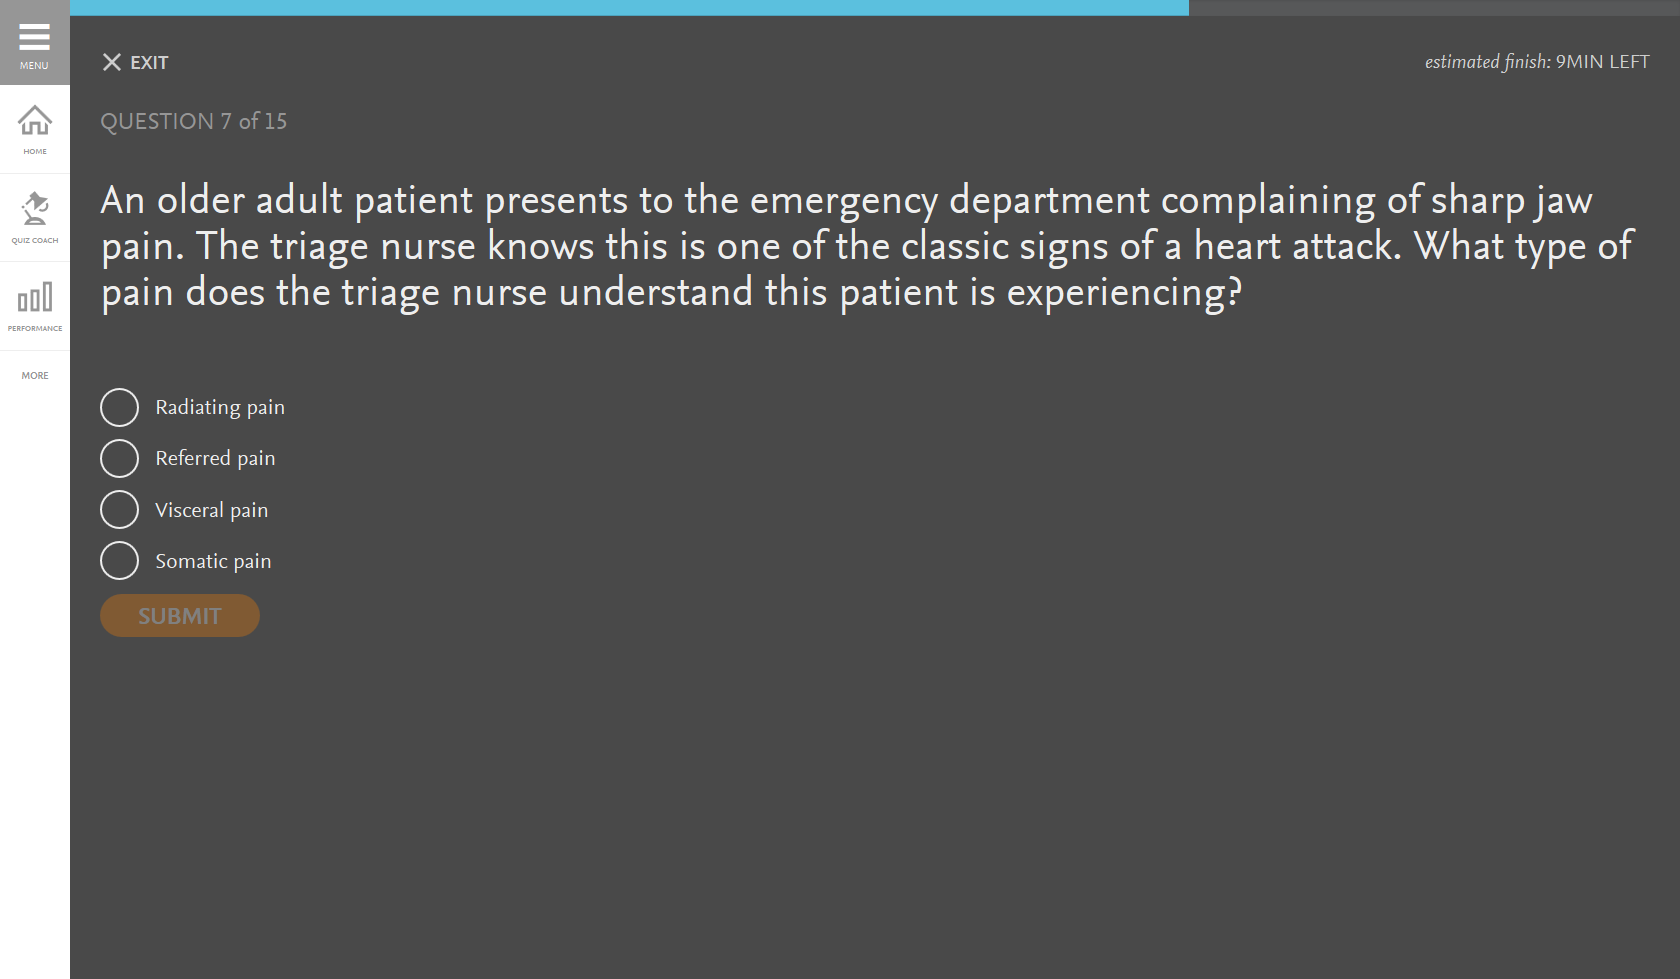 MENU
HOME
QUIZ COACH
PERFORMANCE
MORE
EXIT
estimated finish: 9MIN LEFT
QUESTION 7 of 15
An older adult patient presents to the emergency department complaining of sharp jaw
pain. The triage nurse knows this is one of the classic signs of a heart attack. What type of
pain does the triage nurse understand this patient is experiencing?
Radiating pain
Referred pain
Visceral pain
Somatic pain
SUBMIT